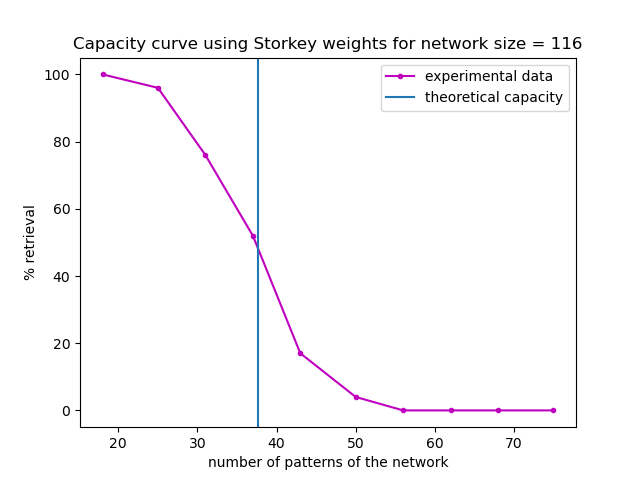 Capacity curve using Storkey weights for network size = 116
experimental data
theoretical capacity
% retrieval
100
80
60
40
20
0
20 30 40 50 60 70
number of patterns of the network